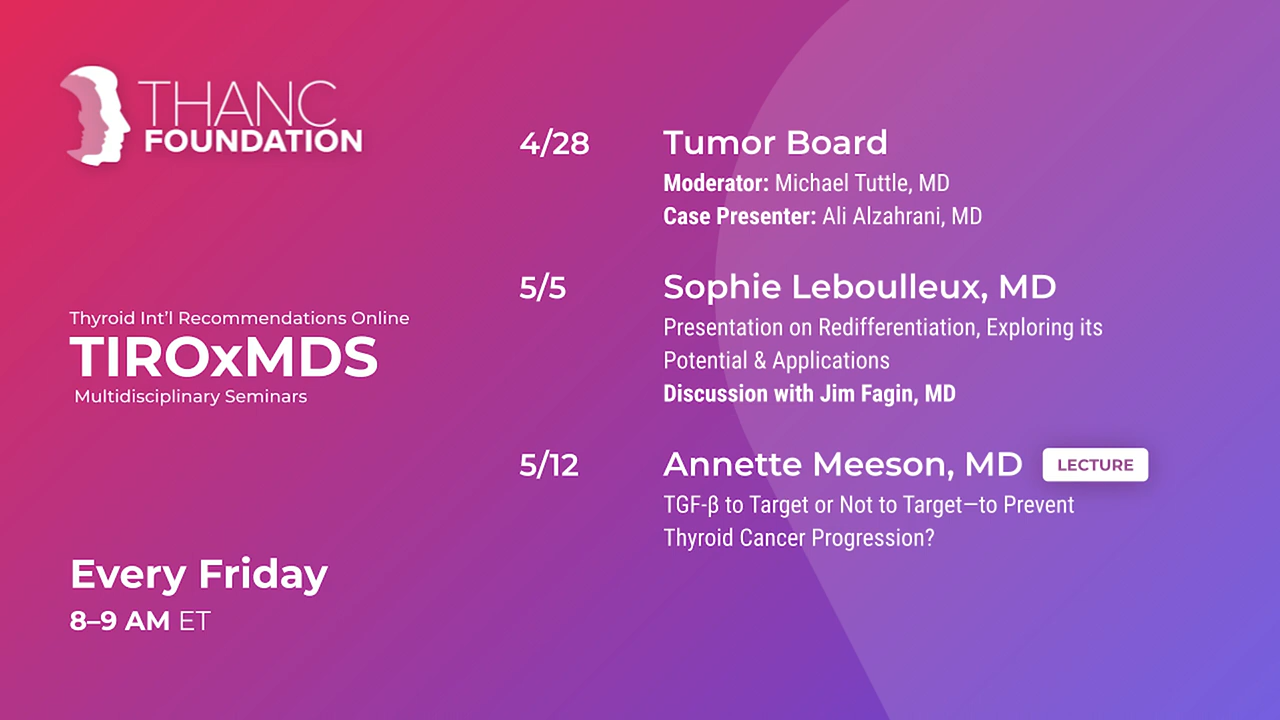 THANC
FOUNDATION
Thyroid Int'l Recommendations Online
TIROxMDS
Multidisciplinary Seminars
Every Friday
8–9 AM ET
4/28
Tumor Board
Moderator: Michael Tuttle, MD
Case Presenter: Ali Alzahrani, MD
5/5
Sophie Leboulleux, MD
Presentation on Redifferentiation, Exploring its
Potential & Applications
Discussion with Jim Fagin, MD
5/12
Annette Meeson, MD LECTURE
TGF-β to Target or Not to Target—to Prevent
Thyroid Cancer Progression?